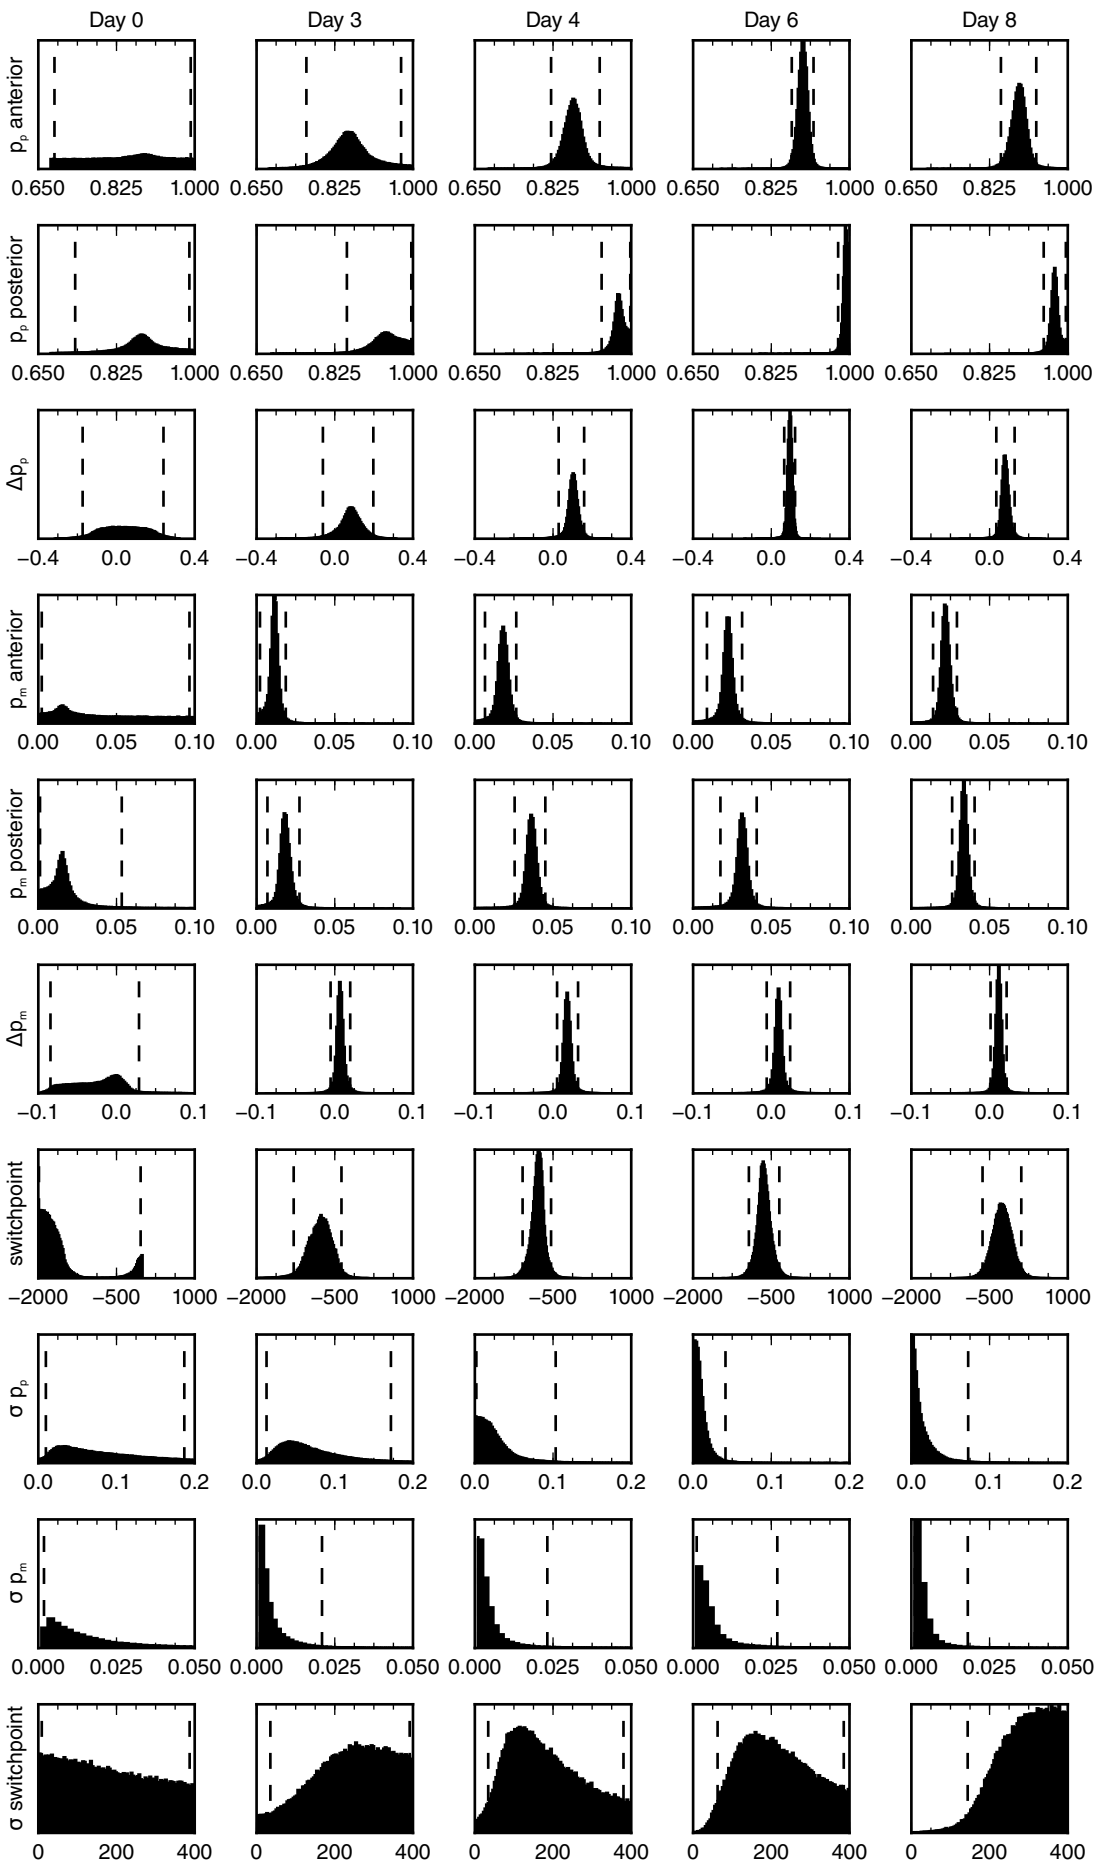 Day 0 Day 3 Day 4 Day 6 Day 8
pₚ anterior
0.650 0.825 1.000 0.650 0.825 1.000 0.650 0.825 1.000 0.650 0.825 1.000 0.650 0.825 1.000
pₚ posterior
0.650 0.825 1.000 0.650 0.825 1.000 0.650 0.825 1.000 0.650 0.825 1.000 0.650 0.825 1.000
Δpₚ
−0.4 0.0 0.4 −0.4 0.0 0.4 −0.4 0.0 0.4 −0.4 0.0 0.4 −0.4 0.0 0.4
pₘ anterior
0.00 0.05 0.10 0.00 0.05 0.10 0.00 0.05 0.10 0.00 0.05 0.10 0.00 0.05 0.10
pₘ posterior
0.00 0.05 0.10 0.00 0.05 0.10 0.00 0.05 0.10 0.00 0.05 0.10 0.00 0.05 0.10
Δpₘ
−0.1 0.0 0.1 −0.1 0.0 0.1 −0.1 0.0 0.1 −0.1 0.0 0.1 −0.1 0.0 0.1
switchpoint
−2000 −500 1000 −2000 −500 1000 −2000 −500 1000 −2000 −500 1000 −2000 −500 1000
σ pₚ
0.0 0.1 0.2 0.0 0.1 0.2 0.0 0.1 0.2 0.0 0.1 0.2 0.0 0.1 0.2
σ pₘ
0.000 0.025 0.050 0.000 0.025 0.050 0.000 0.025 0.050 0.000 0.025 0.050 0.000 0.025 0.050
σ switchpoint
0 200 400 0 200 400 0 200 400 0 200 400 0 200 400